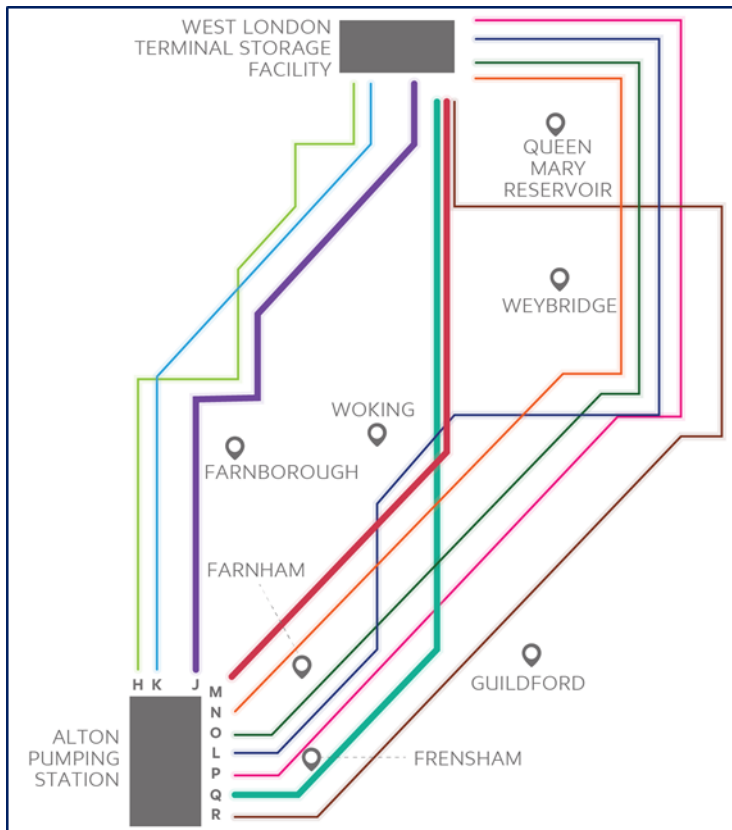 WEST LONDON
TERMINAL STORAGE
FACILITY
QUEEN
MARY
RESERVOIR
WEYBRIDGE
WOKING
FARNBOROUGH
FARNHAM
GUILDFORD
H K J
M
N
O
L
P
Q
R
ALTON
PUMPING
STATION
FRENSHAM